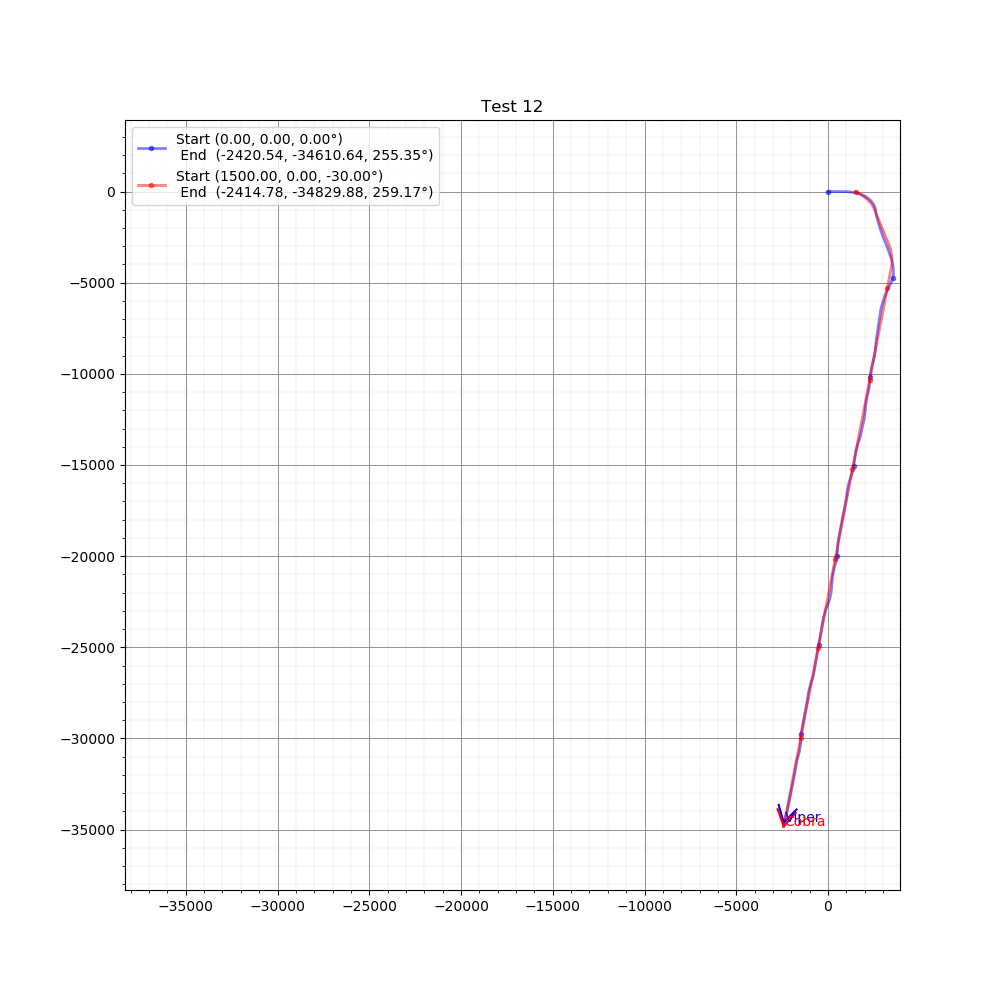 Test 12
Start (0.00, 0.00, 0.00°)
End (-2420.54, -34610.64, 255.35°)
Start (1500.00, 0.00, -30.00°)
End (-2414.78, -34829.88, 259.17°)
0
−5000
−10000
−15000
−20000
−25000
−30000
−35000
Viper
Cobra
−35000 −30000 −25000 −20000 −15000 −10000 −5000 0